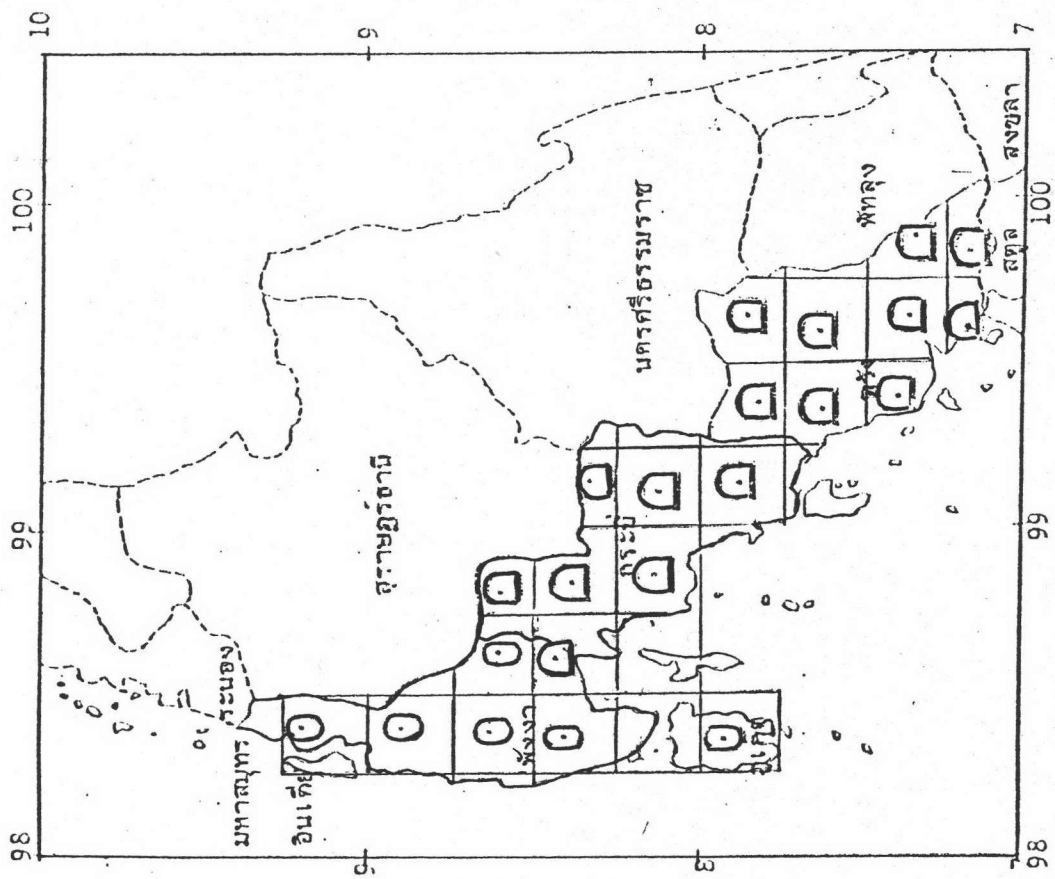 98 99 100 10
มหาสมุทร ระนอง
อินเดีย
สุราษฎร์ธานี
9 9
พังงา
กระบี่
นครศรีธรรมราช
8 8
ภูเก็ต
ตรัง
พัทลุง
สตูล สงขลา
98 99 100 7